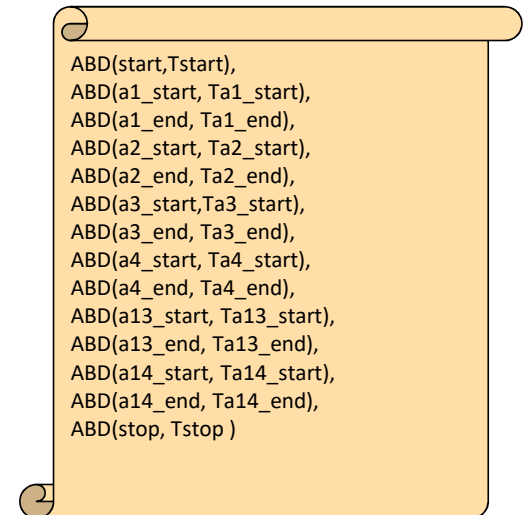 ABD(start,Tstart),
ABD(a1_start, Ta1_start),
ABD(a1_end, Ta1_end),
ABD(a2_start, Ta2_start),
ABD(a2_end, Ta2_end),
ABD(a3_start,Ta3_start),
ABD(a3_end, Ta3_end),
ABD(a4_start, Ta4_start),
ABD(a4_end, Ta4_end),
ABD(a13_start, Ta13_start),
ABD(a13_end, Ta13_end),
ABD(a14_start, Ta14_start),
ABD(a14_end, Ta14_end),
ABD(stop, Tstop )